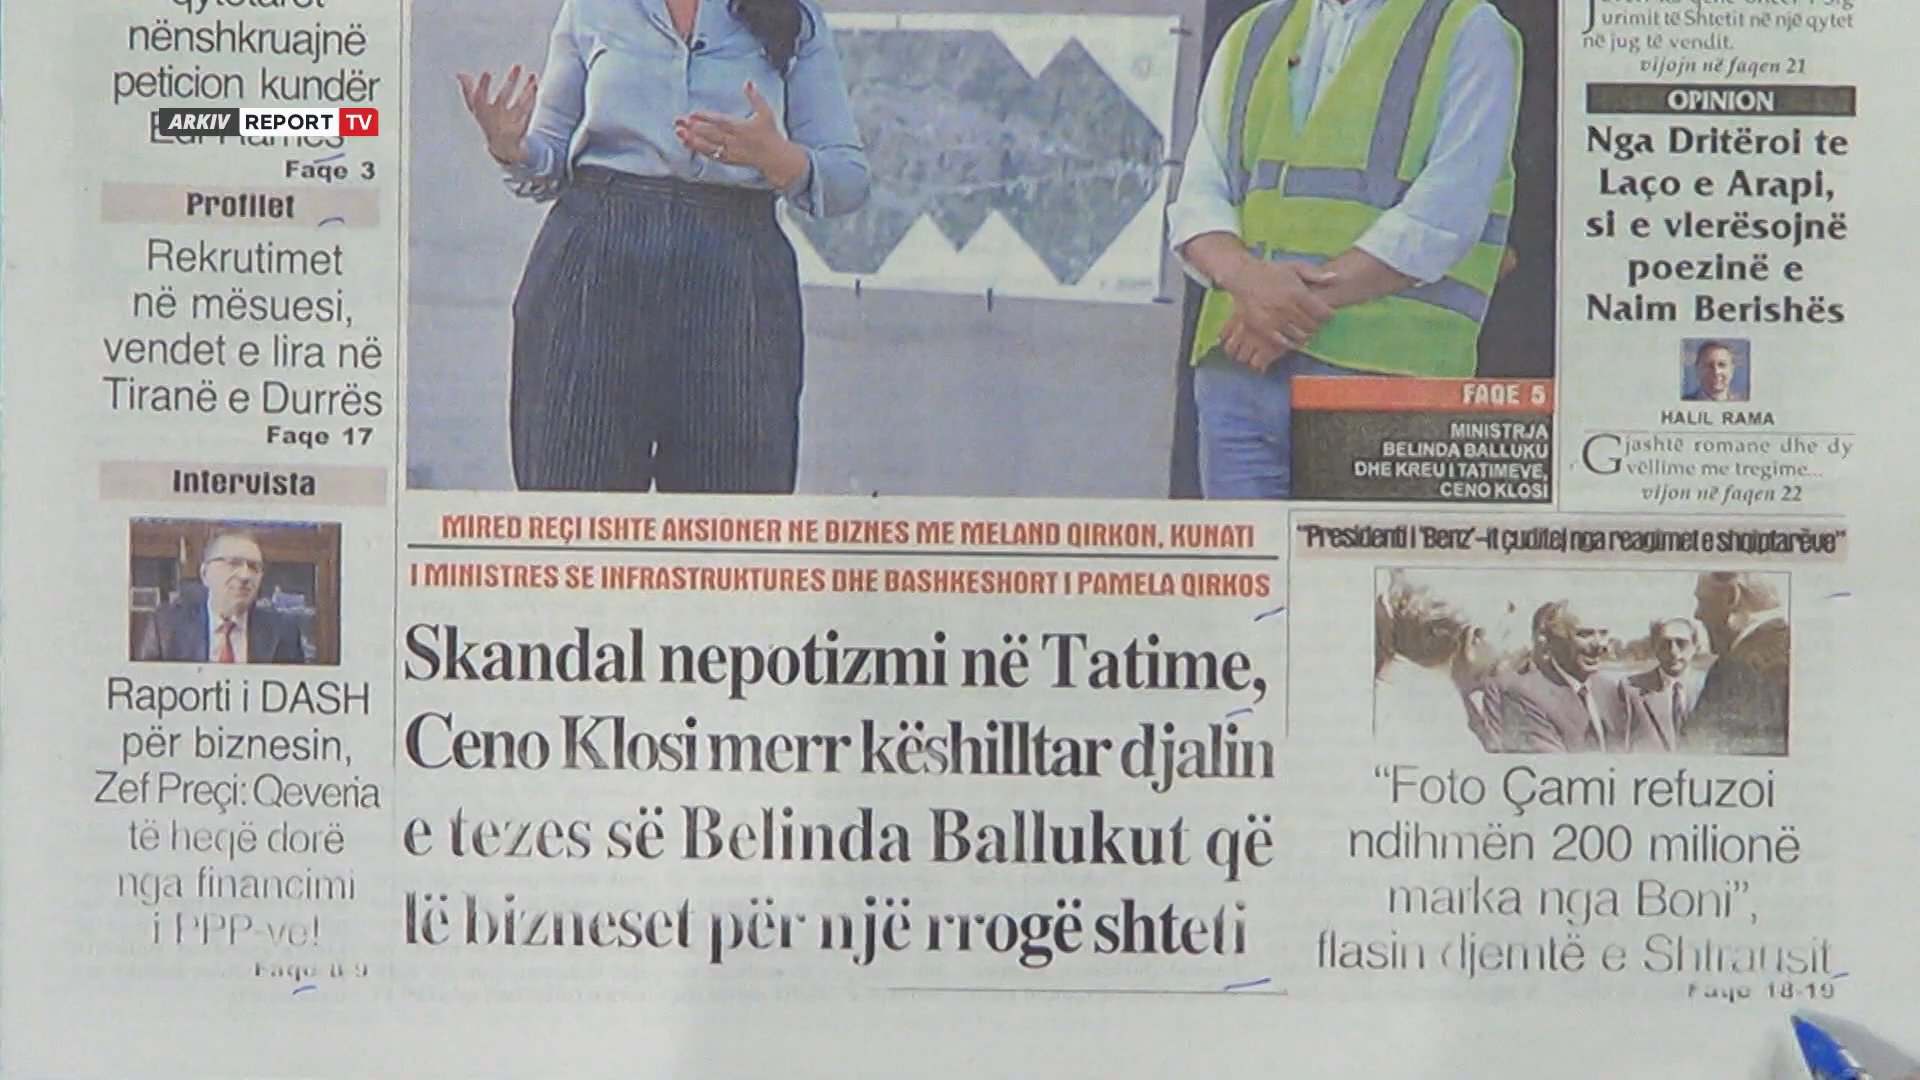 nënshkruajnë
peticion kundër
ARKIV REPORT TV
Faqe 3
Profilet
Rekrutimet
në mësuesi,
vendet e lira në
Tiranë e Durrës
Faqe 17
Intervista
Raporti i DASH
për biznesin,
Zef Preçi: Qeveria
të heqë dorë
nga financimi
i PPP-ve!
Faqe 8-9
FAQE 5
MINISTRJA
BELINDA BALLUKU
DHE KREU I TATIMEVE,
CENO KLOSI
MIRED REÇI ISHTE AKSIONER NE BIZNES ME MELAND QIRKON, KUNATI
I MINISTRES SE INFRASTRUKTURES DHE BASHKESHORT I PAMELA QIRKOS
Skandal nepotizmi në Tatime,
Ceno Klosi merr këshilltar djalin
e tezes së Belinda Ballukut që
lë bizneset për një rrogë shteti
urimit të Shtetit në një qytet
në jug të vendit.
vijojn në faqen 21
OPINION
Nga Dritëroi te
Laço e Arapi,
si e vlerësojnë
poezinë e
Naim Berishës
HALIL RAMA
Gjashtë romane dhe dy
vëllime me tregime...
vijon në faqen 22
"Presidenti i 'Benz'-it çuditej nga reagimet e shqiptarëve"
"Foto Çami refuzoi
ndihmën 200 milionë
marka nga Boni",
flasin djemtë e Shtrausit
Faqe 18-19